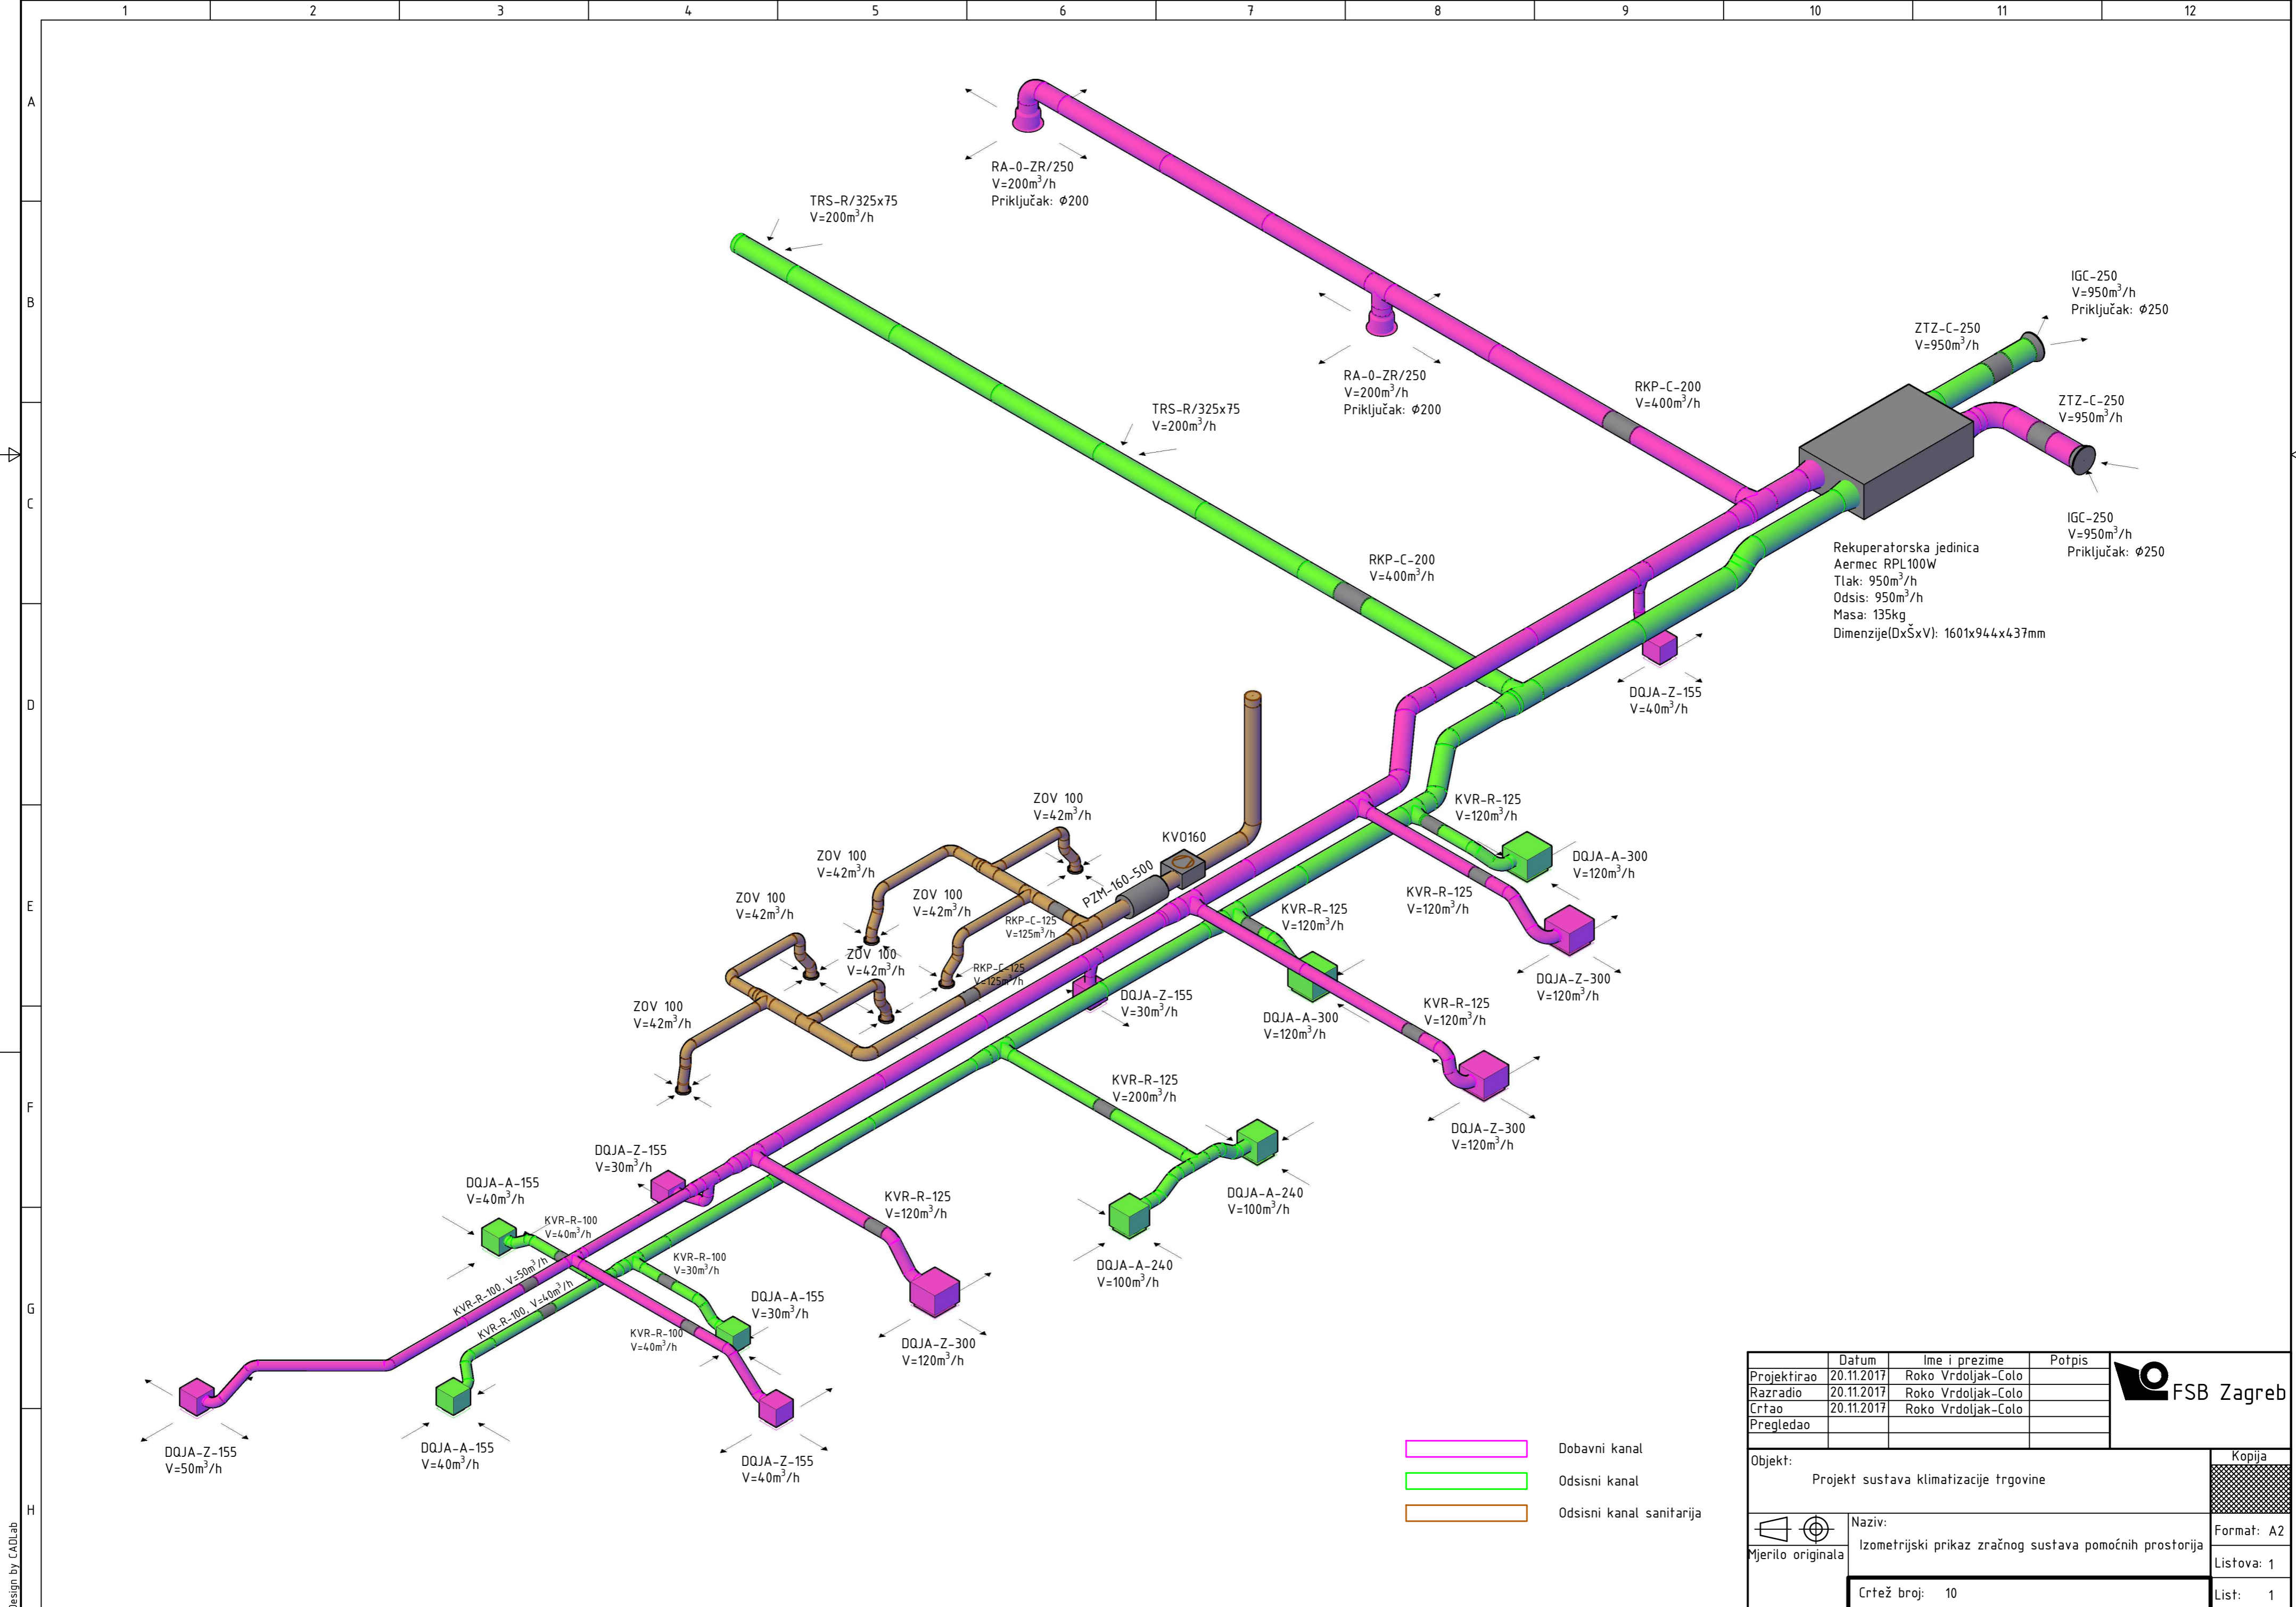 1 2 3 4 5 6 7 8 9 10 11 12
A
B
C
D
E
F
G
H
RA-0-ZR/250
V=200m³/h
Priključak: Ø200
TRS-R/325x75
V=200m³/h
IGC-250
V=950m³/h
Priključak: Ø250
ZTZ-C-250
V=950m³/h
RA-0-ZR/250
V=200m³/h
Priključak: Ø200
RKP-C-200
V=400m³/h
ZTZ-C-250
V=950m³/h
TRS-R/325x75
V=200m³/h
IGC-250
V=950m³/h
Priključak: Ø250
RKP-C-200
V=400m³/h
Rekuperatorska jedinica
Aermec RPL100W
Tlak: 950m³/h
Odsis: 950m³/h
Masa: 135kg
Dimenzije(DxŠxV): 1601x944x437mm
DQJA-Z-155
V=40m³/h
ZOV 100
V=42m³/h
KVO160
PZM-160-500
KVR-R-125
V=120m³/h
ZOV 100
V=42m³/h
DQJA-A-300
V=120m³/h
ZOV 100
V=42m³/h
ZOV 100
V=42m³/h
RKP-C-125
V=125m³/h
KVR-R-125
V=120m³/h
KVR-R-125
V=120m³/h
ZOV 100
V=42m³/h
RKP-C-125
V=125m³/h
DQJA-Z-300
V=120m³/h
ZOV 100
V=42m³/h
DQJA-Z-155
V=30m³/h
DQJA-A-300
V=120m³/h
KVR-R-125
V=120m³/h
KVR-R-125
V=200m³/h
DQJA-Z-300
V=120m³/h
DQJA-Z-155
V=30m³/h
DQJA-A-155
V=40m³/h
KVR-R-100
V=40m³/h
KVR-R-125
V=120m³/h
DQJA-A-240
V=100m³/h
DQJA-A-240
V=100m³/h
KVR-R-100
V=30m³/h
KVR-R-100, V=50m³/h
KVR-R-100, V=40m³/h
DQJA-A-155
V=30m³/h
KVR-R-100
V=40m³/h
DQJA-Z-300
V=120m³/h
DQJA-Z-155
V=50m³/h
DQJA-A-155
V=40m³/h
DQJA-Z-155
V=40m³/h
Dobavni kanal
Odsisni kanal
Odsisni kanal sanitarija
Datum Ime i prezime Potpis
Projektirao 20.11.2017 Roko Vrdoljak-Colo
Razradio 20.11.2017 Roko Vrdoljak-Colo
Crtao 20.11.2017 Roko Vrdoljak-Colo
Pregledao
FSB Zagreb
Objekt:
Projekt sustava klimatizacije trgovine
Kopija
Naziv:
Izometrijski prikaz zračnog sustava pomoćnih prostorija
Mjerilo originala
Format: A2
Listova: 1
Crtež broj: 10
List: 1
Design by CADLab